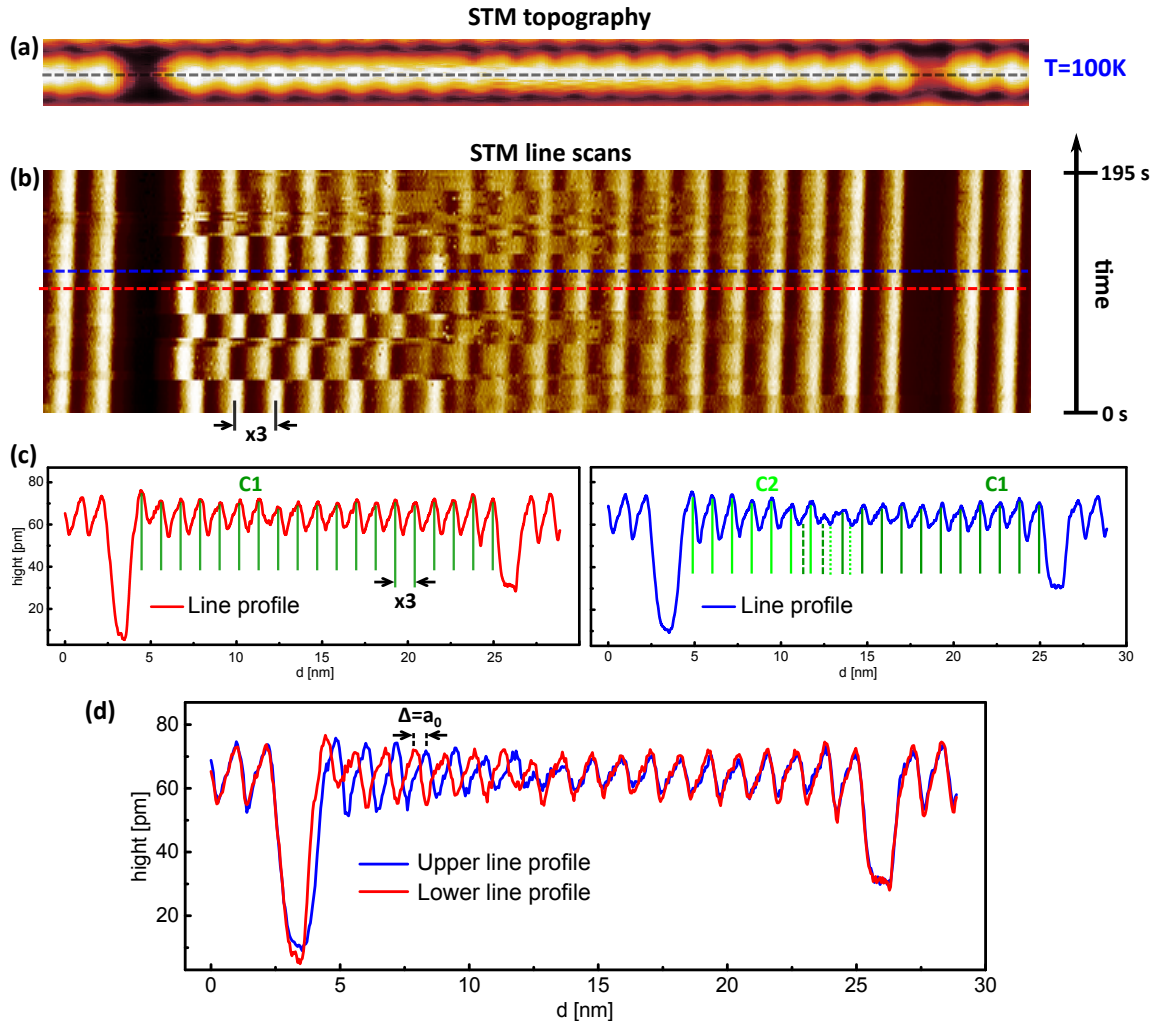 STM topography
(a)
T=100K
STM line scans
(b)
195 s
time
0 s
x3
(c)
C1
80
60
40
20
hight [pm]
x3
Line profile
0 5 10 15 20 25
d [nm]
C2 C1
Line profile
0 5 10 15 20 25 30
d [nm]
(d)
Δ=a₀
80
60
40
20
0
hight [pm]
Upper line profile
Lower line profile
0 5 10 15 20 25 30
d [nm]